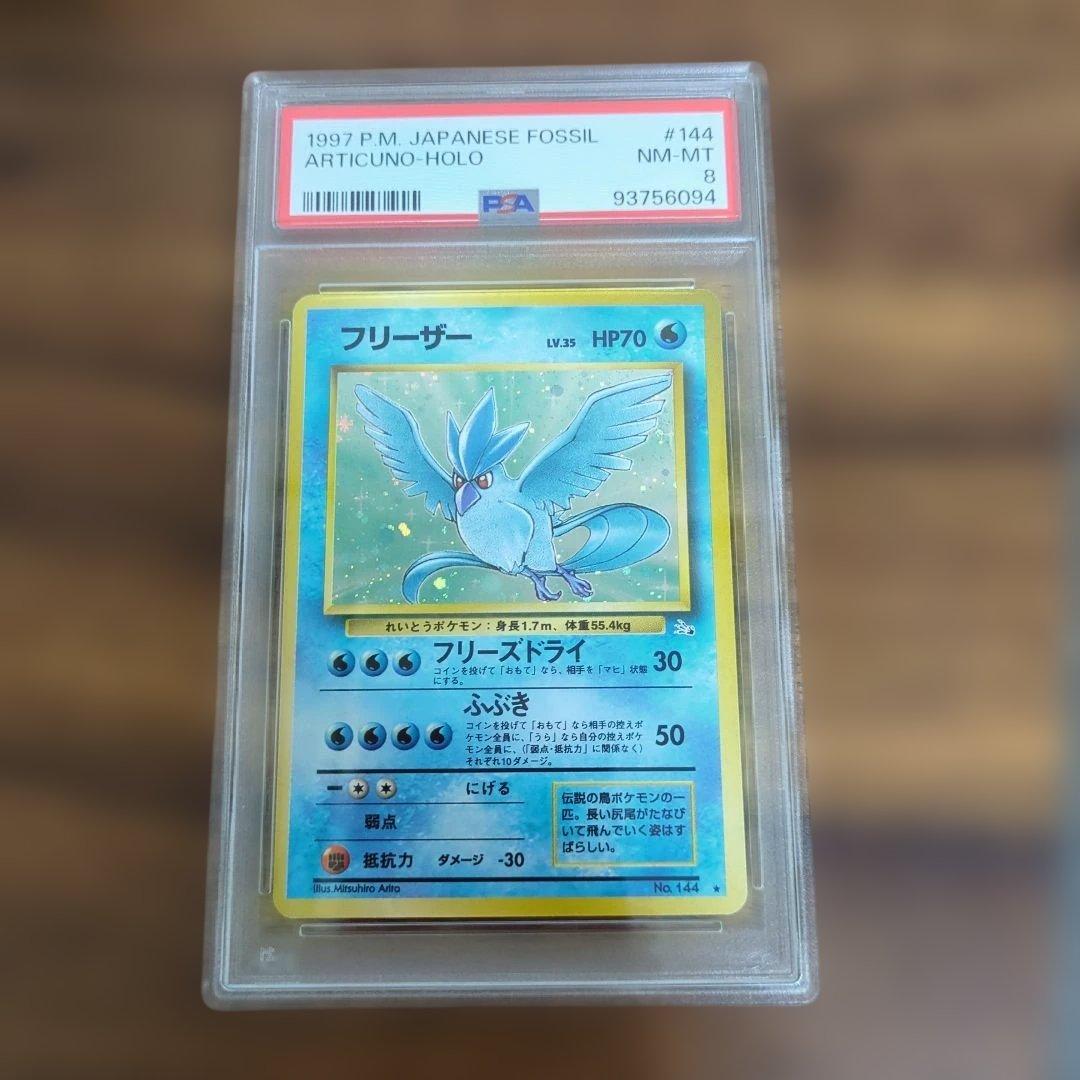 1997 P.M. JAPANESE FOSSIL #144
ARTICUNO-HOLO NM-MT
8
PSA 93756094
フリーザー LV.35 HP70
れいとうポケモン：身長1.7m、体重55.4kg
フリーズドライ 30
コインを投げて「おもて」なら、相手を「マヒ」状態
にする。
ふぶき
コインを投げて「おもて」なら相手の控えポ
ケモン全員に、「うら」なら自分の控えポケ
モン全員に、(「弱点・抵抗力」に関係なく)
それぞれ10ダメージ。
50
にげる
弱点
抵抗力 ダメージ -30
伝説の鳥ポケモンの一
匹。長い尻尾がたなび
いて飛んでいく姿はす
ばらしい。
Illus.Mitsuhiro Arita No. 144 ★